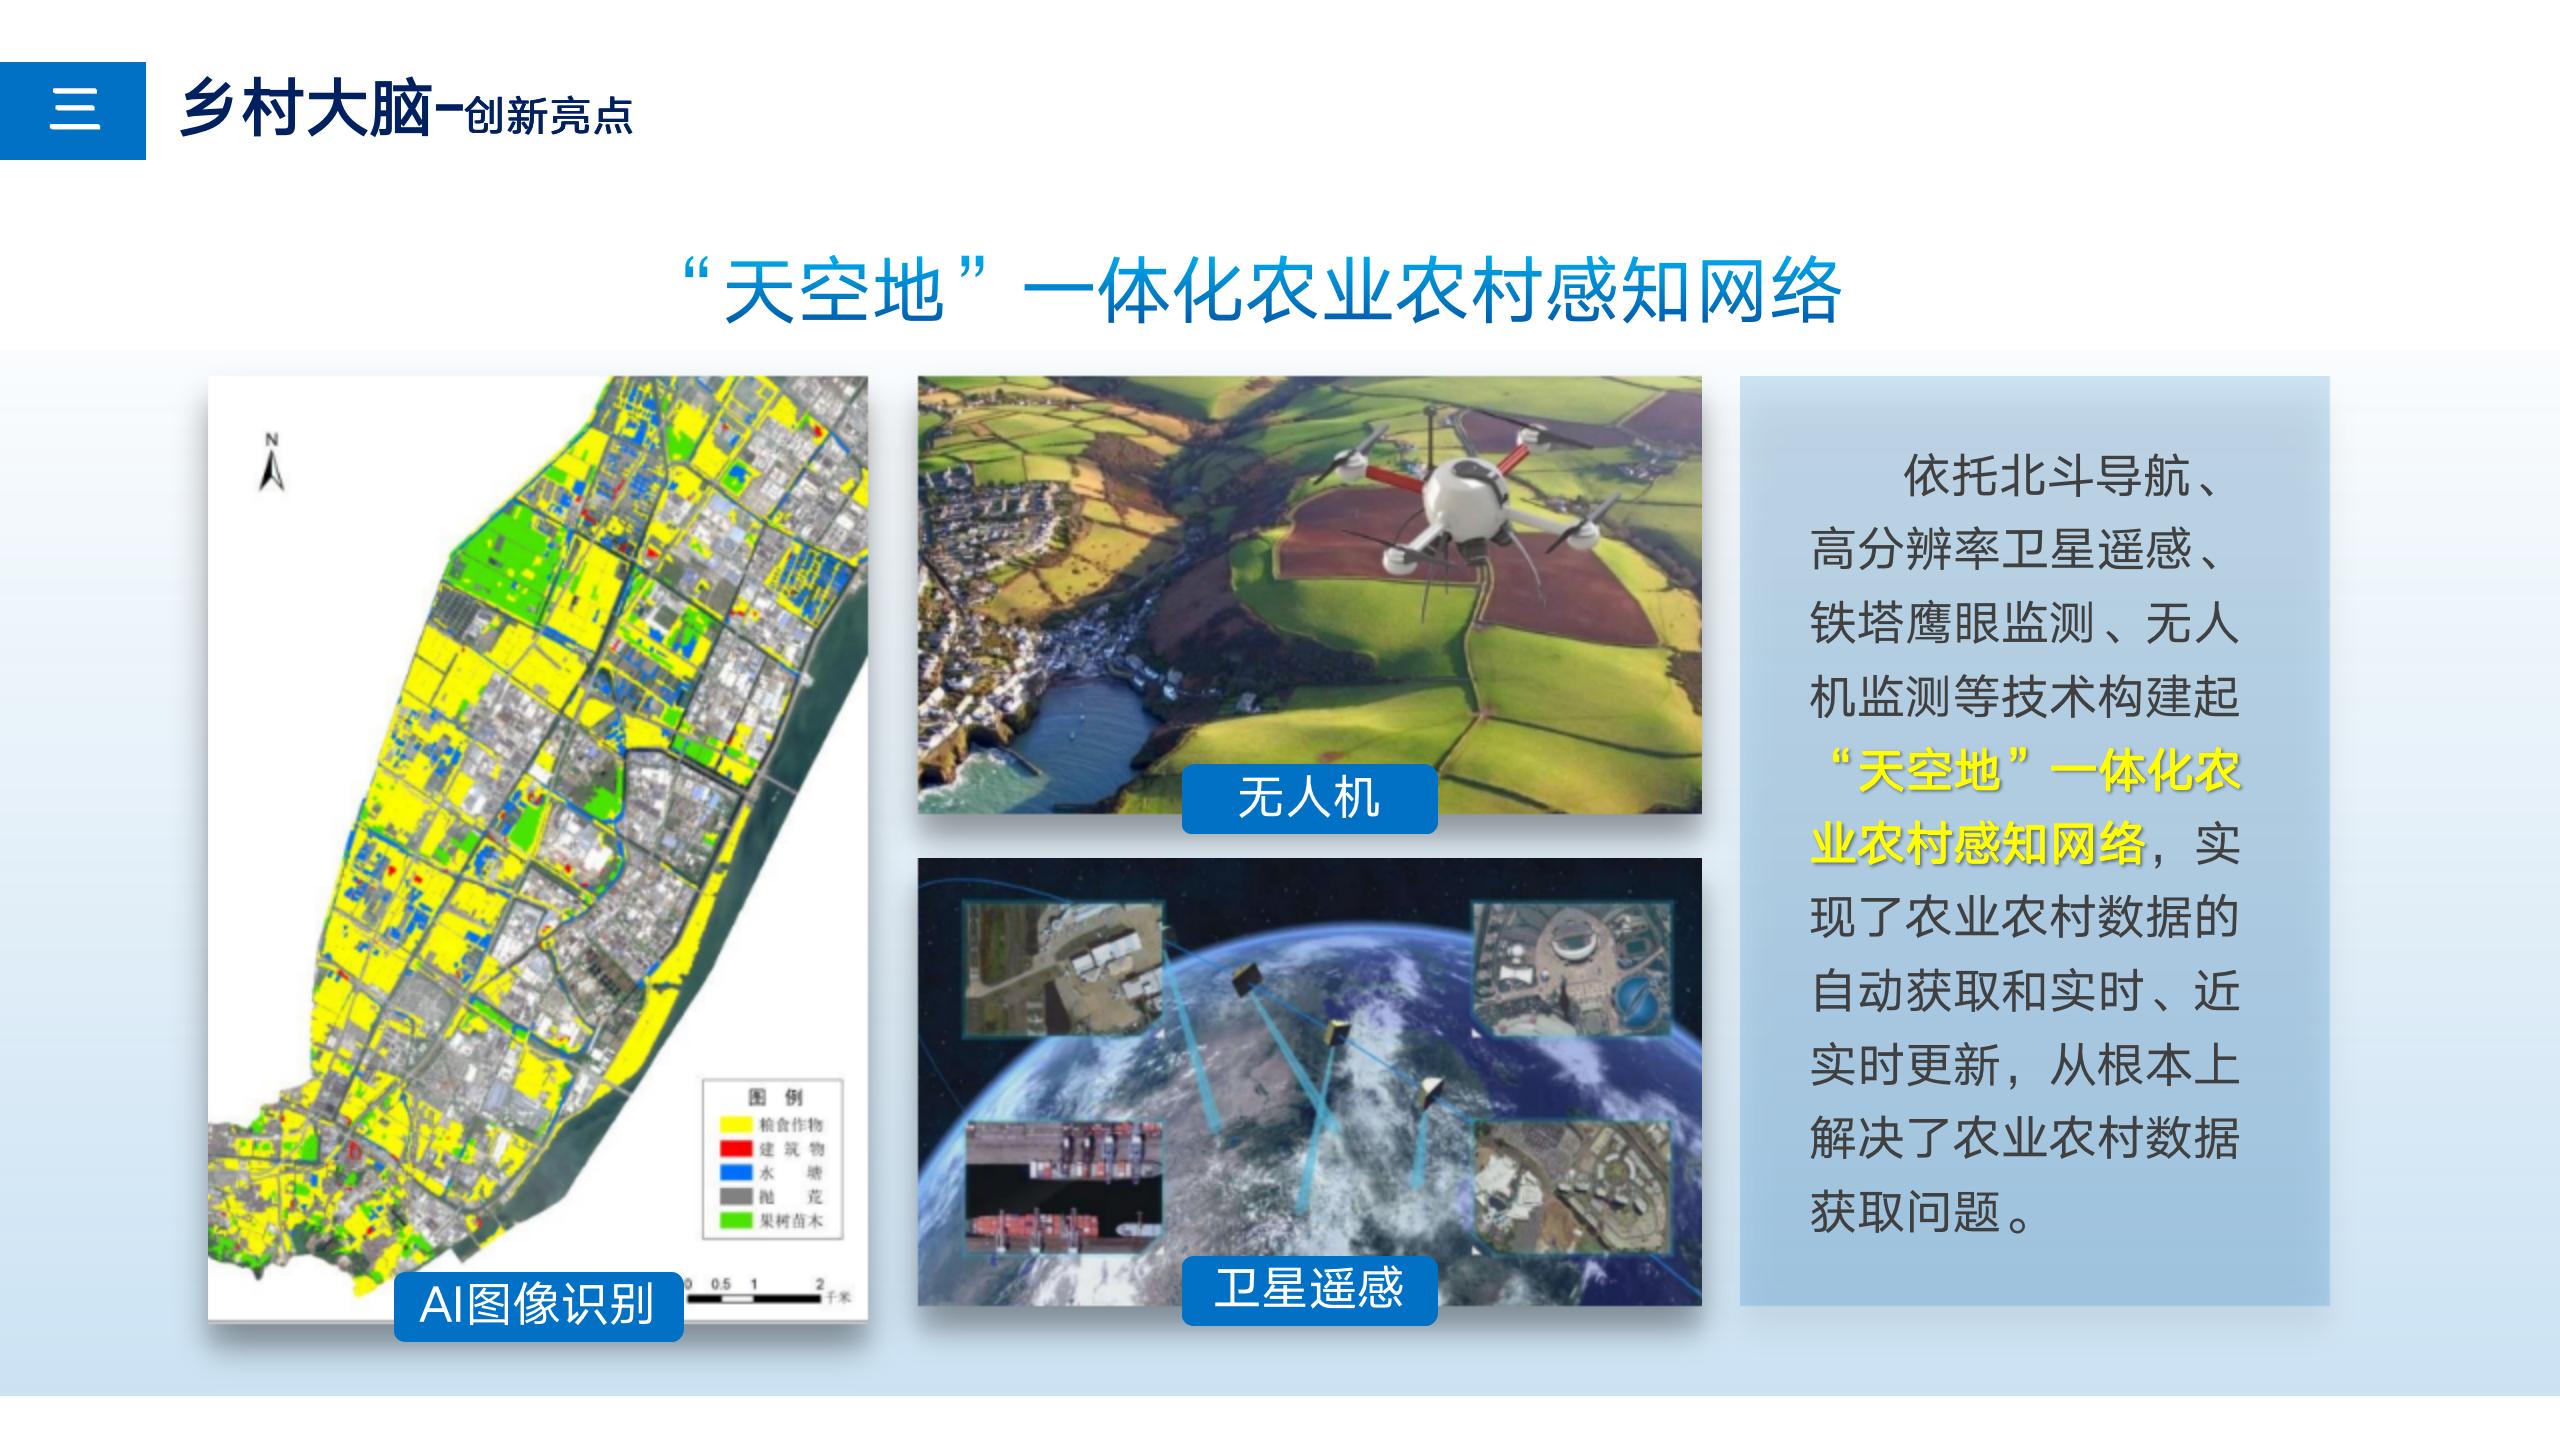 三
乡村大脑-创新亮点
“天空地”一体化农业农村感知网络
N
图 例
粮食作物
建 筑 物
水 塘
抛 荒
果树苗木
0 0.5 1 2
千米
AI图像识别
无人机
卫星遥感
依托北斗导航、
高分辨率卫星遥感、
铁塔鹰眼监测、无人
机监测等技术构建起
“天空地”一体化农
业农村感知网络，实
现了农业农村数据的
自动获取和实时、近
实时更新，从根本上
解决了农业农村数据
获取问题。